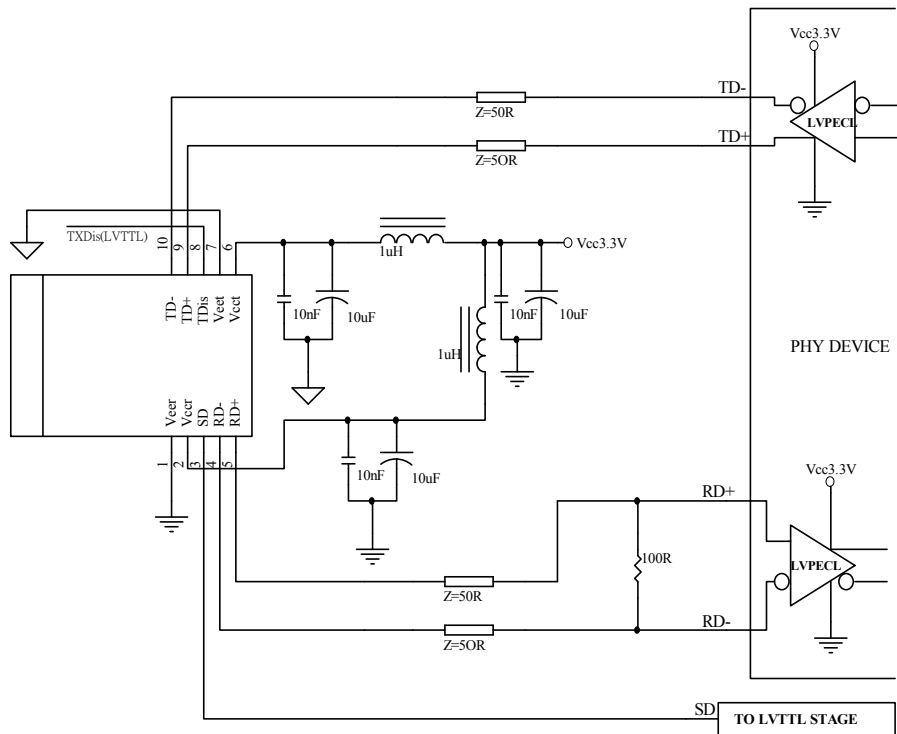 Vcc3.3V
TD-
LVPECL
Z=50R
TD+
Z=5OR
TXDis(LVTTL)
10
9
8
7
6
1uH
Vcc3.3V
TD-
TD+
TDis
Veet
Vcct
10nF
10uF
10nF
10uF
1uH
PHY DEVICE
Veer
Vccr
SD
RD-
RD+
1
2
3
4
5
10nF
10uF
Vcc3.3V
RD+
LVPECL
100R
Z=50R
RD-
Z=5OR
SD
TO LVTTL STAGE